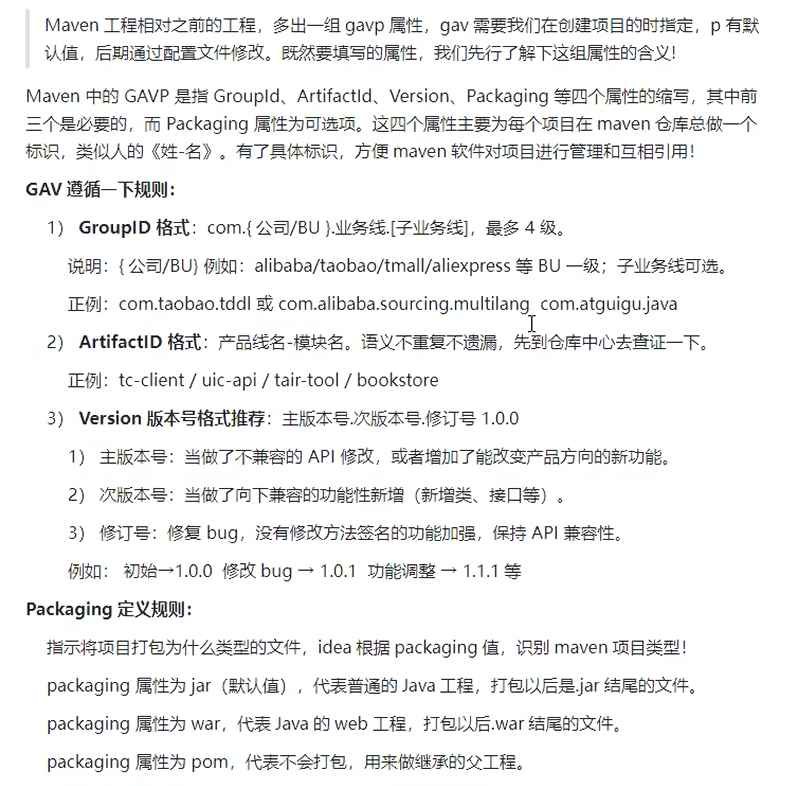 Maven 工程相对之前的工程，多出一组 gavp 属性，gav 需要我们在创建项目的时指定，p 有默
认值，后期通过配置文件修改。既然要填写的属性，我们先行了解下这组属性的含义！
Maven 中的 GAVP 是指 GroupId、ArtifactId、Version、Packaging 等四个属性的缩写，其中前
三个是必要的，而 Packaging 属性为可选项。这四个属性主要为每个项目在 maven 仓库总做一个
标识，类似人的《姓-名》。有了具体标识，方便 maven 软件对项目进行管理和互相引用！
GAV 遵循一下规则：
1） GroupID 格式：com.{ 公司/BU }.业务线.[子业务线]，最多 4 级。
说明：{ 公司/BU} 例如：alibaba/taobao/tmall/aliexpress 等 BU 一级；子业务线可选。
正例：com.taobao.tddl 或 com.alibaba.sourcing.multilang com.atguigu.java
2） ArtifactID 格式：产品线名-模块名。语义不重复不遗漏，先到仓库中心去查证一下。
正例：tc-client / uic-api / tair-tool / bookstore
3） Version 版本号格式推荐：主版本号.次版本号.修订号 1.0.0
1） 主版本号：当做了不兼容的 API 修改，或者增加了能改变产品方向的新功能。
2） 次版本号：当做了向下兼容的功能性新增（新增类、接口等）。
3） 修订号：修复 bug，没有修改方法签名的功能加强，保持 API 兼容性。
例如： 初始→1.0.0 修改 bug → 1.0.1 功能调整 → 1.1.1 等
Packaging 定义规则：
指示将项目打包为什么类型的文件，idea 根据 packaging 值，识别 maven 项目类型！
packaging 属性为 jar（默认值），代表普通的 Java 工程，打包以后是.jar 结尾的文件。
packaging 属性为 war，代表 Java 的 web 工程，打包以后.war 结尾的文件。
packaging 属性为 pom，代表不会打包，用来做继承的父工程。